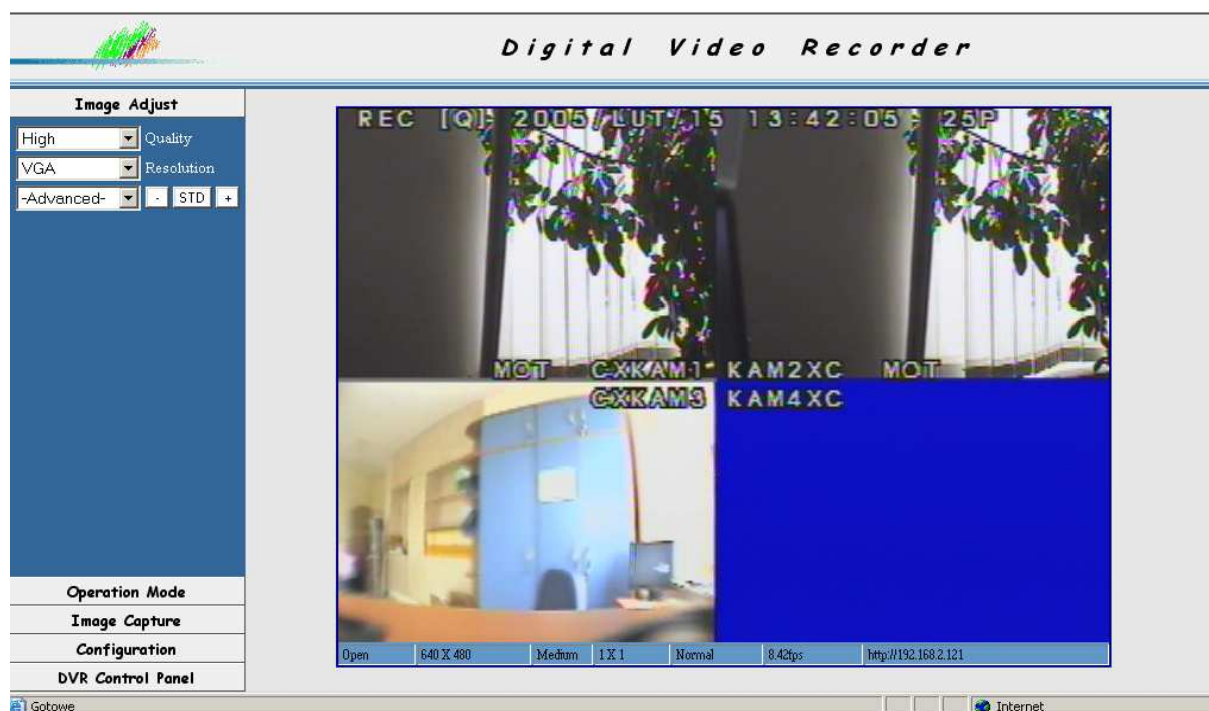 Digital Video Recorder
Image Adjust
High Quality
VGA Resolution
-Advanced- - STD +
REC [Q] 2005/LUT/15 13:42:05 25P
MOT CXKAM1 KAM2XC MOT
CXKAM3 KAM4XC
Operation Mode
Image Capture
Configuration
DVR Control Panel
Open 640 X 480 Medium 1 X 1 Normal 8.42fps http://192.168.2.121
Gotowe Internet